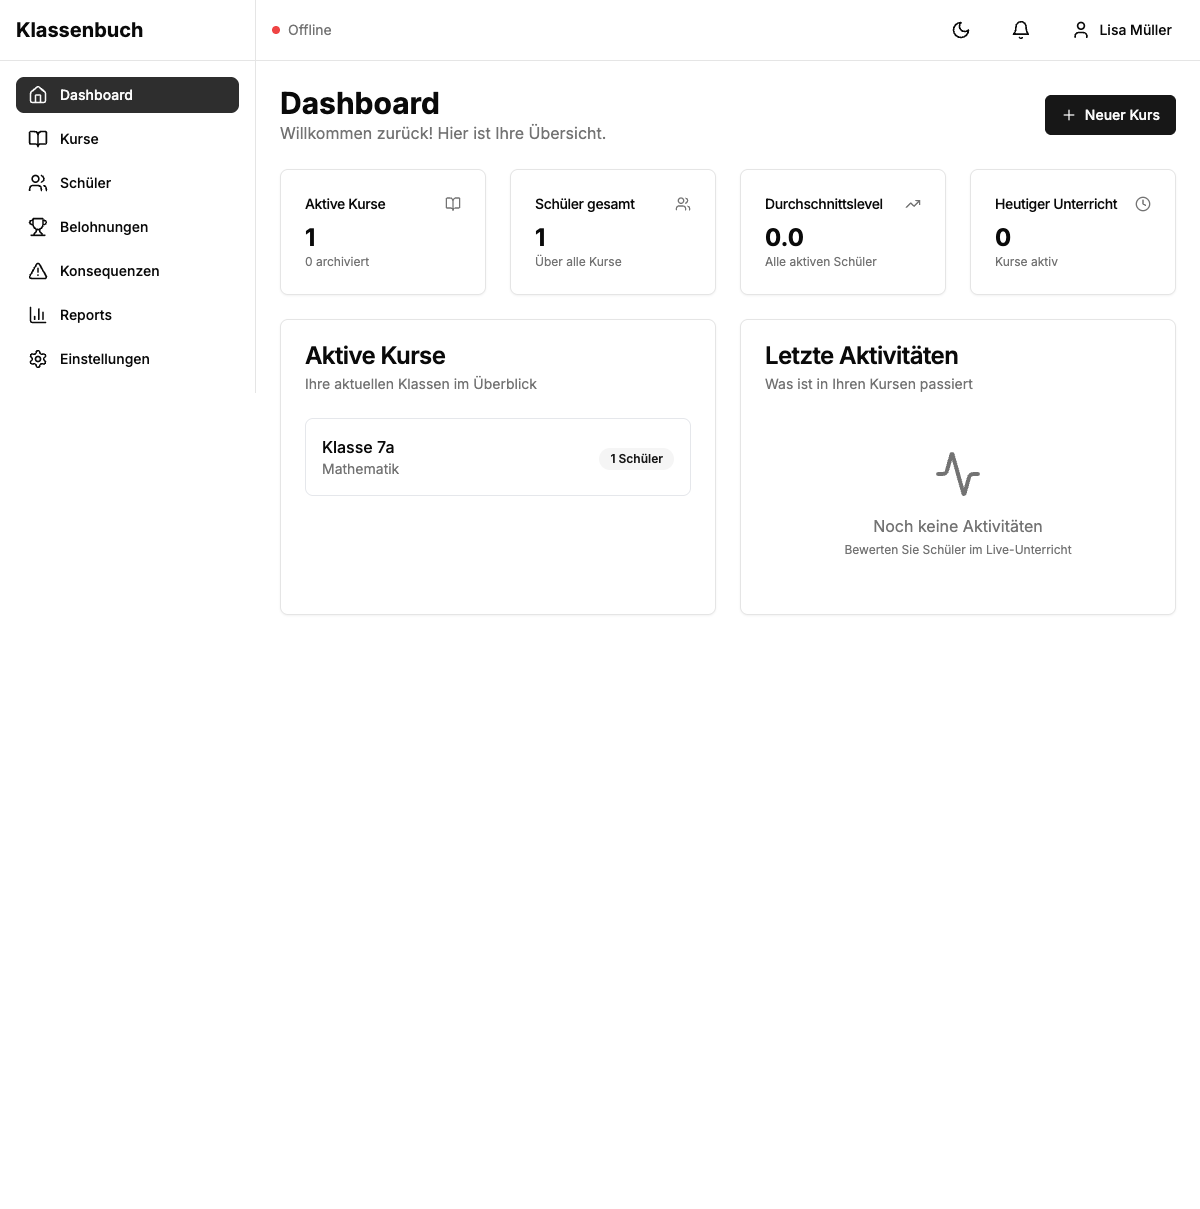 Klassenbuch
Offline
Lisa Müller
Dashboard
Kurse
Schüler
Belohnungen
Konsequenzen
Reports
Einstellungen
Dashboard
Willkommen zurück! Hier ist Ihre Übersicht.
Neuer Kurs
Aktive Kurse
1
0 archiviert
Schüler gesamt
1
Über alle Kurse
Durchschnittslevel
0.0
Alle aktiven Schüler
Heutiger Unterricht
0
Kurse aktiv
Aktive Kurse
Ihre aktuellen Klassen im Überblick
Klasse 7a
Mathematik
1 Schüler
Letzte Aktivitäten
Was ist in Ihren Kursen passiert
Noch keine Aktivitäten
Bewerten Sie Schüler im Live-Unterricht